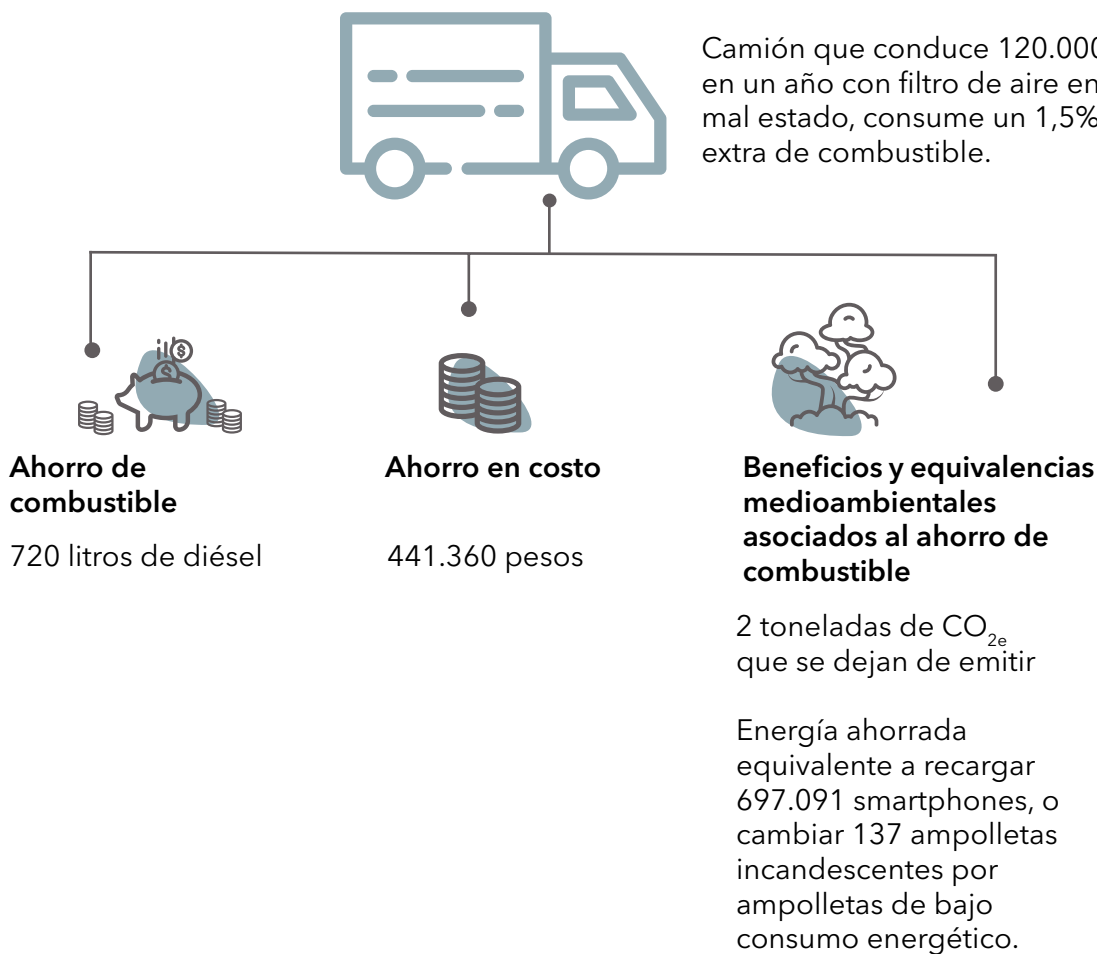 Camión que conduce 120.000
en un año con filtro de aire en
mal estado, consume un 1,5%
extra de combustible.
Ahorro de
combustible
720 litros de diésel
Ahorro en costo
441.360 pesos
Beneficios y equivalencias
medioambientales
asociados al ahorro de
combustible
2 toneladas de CO2e
que se dejan de emitir
Energía ahorrada
equivalente a recargar
697.091 smartphones, o
cambiar 137 ampolletas
incandescentes por
ampolletas de bajo
consumo energético.